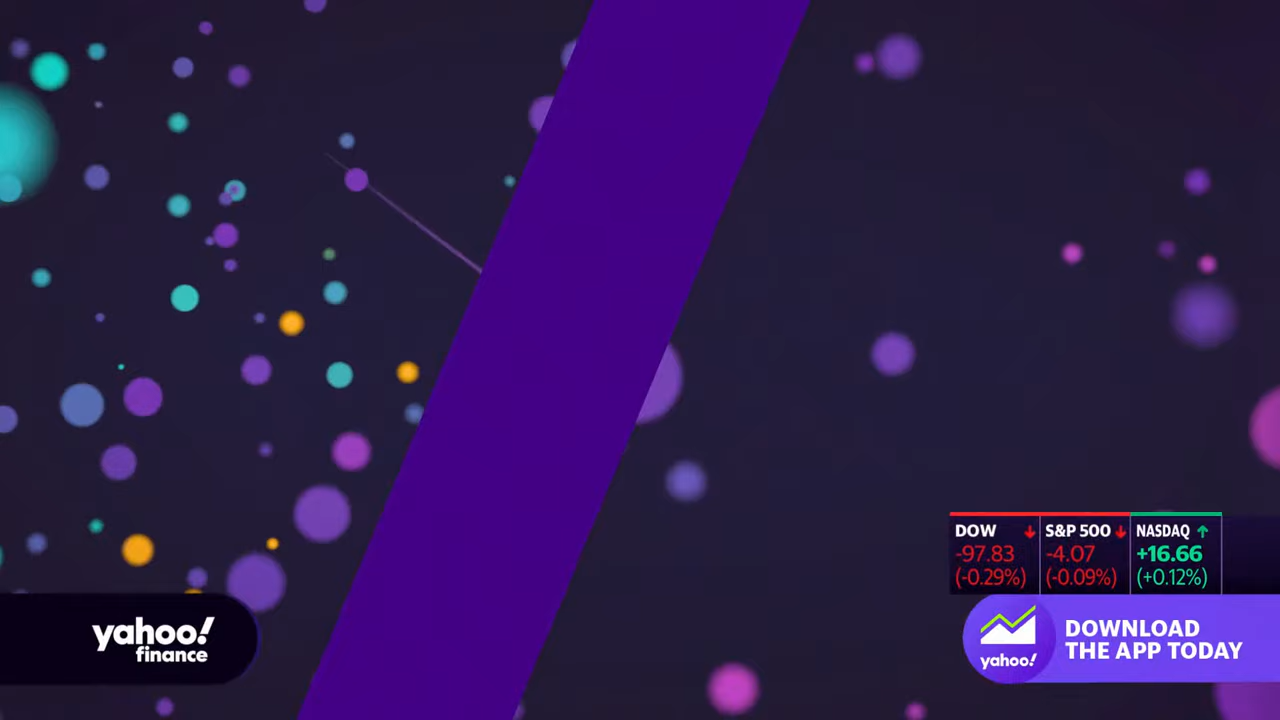 DOW
-97.83
(-0.29%)
S&P 500
-4.07
(-0.09%)
NASDAQ
+16.66
(+0.12%)
yahoo!
finance
yahoo!
DOWNLOAD
THE APP TODAY